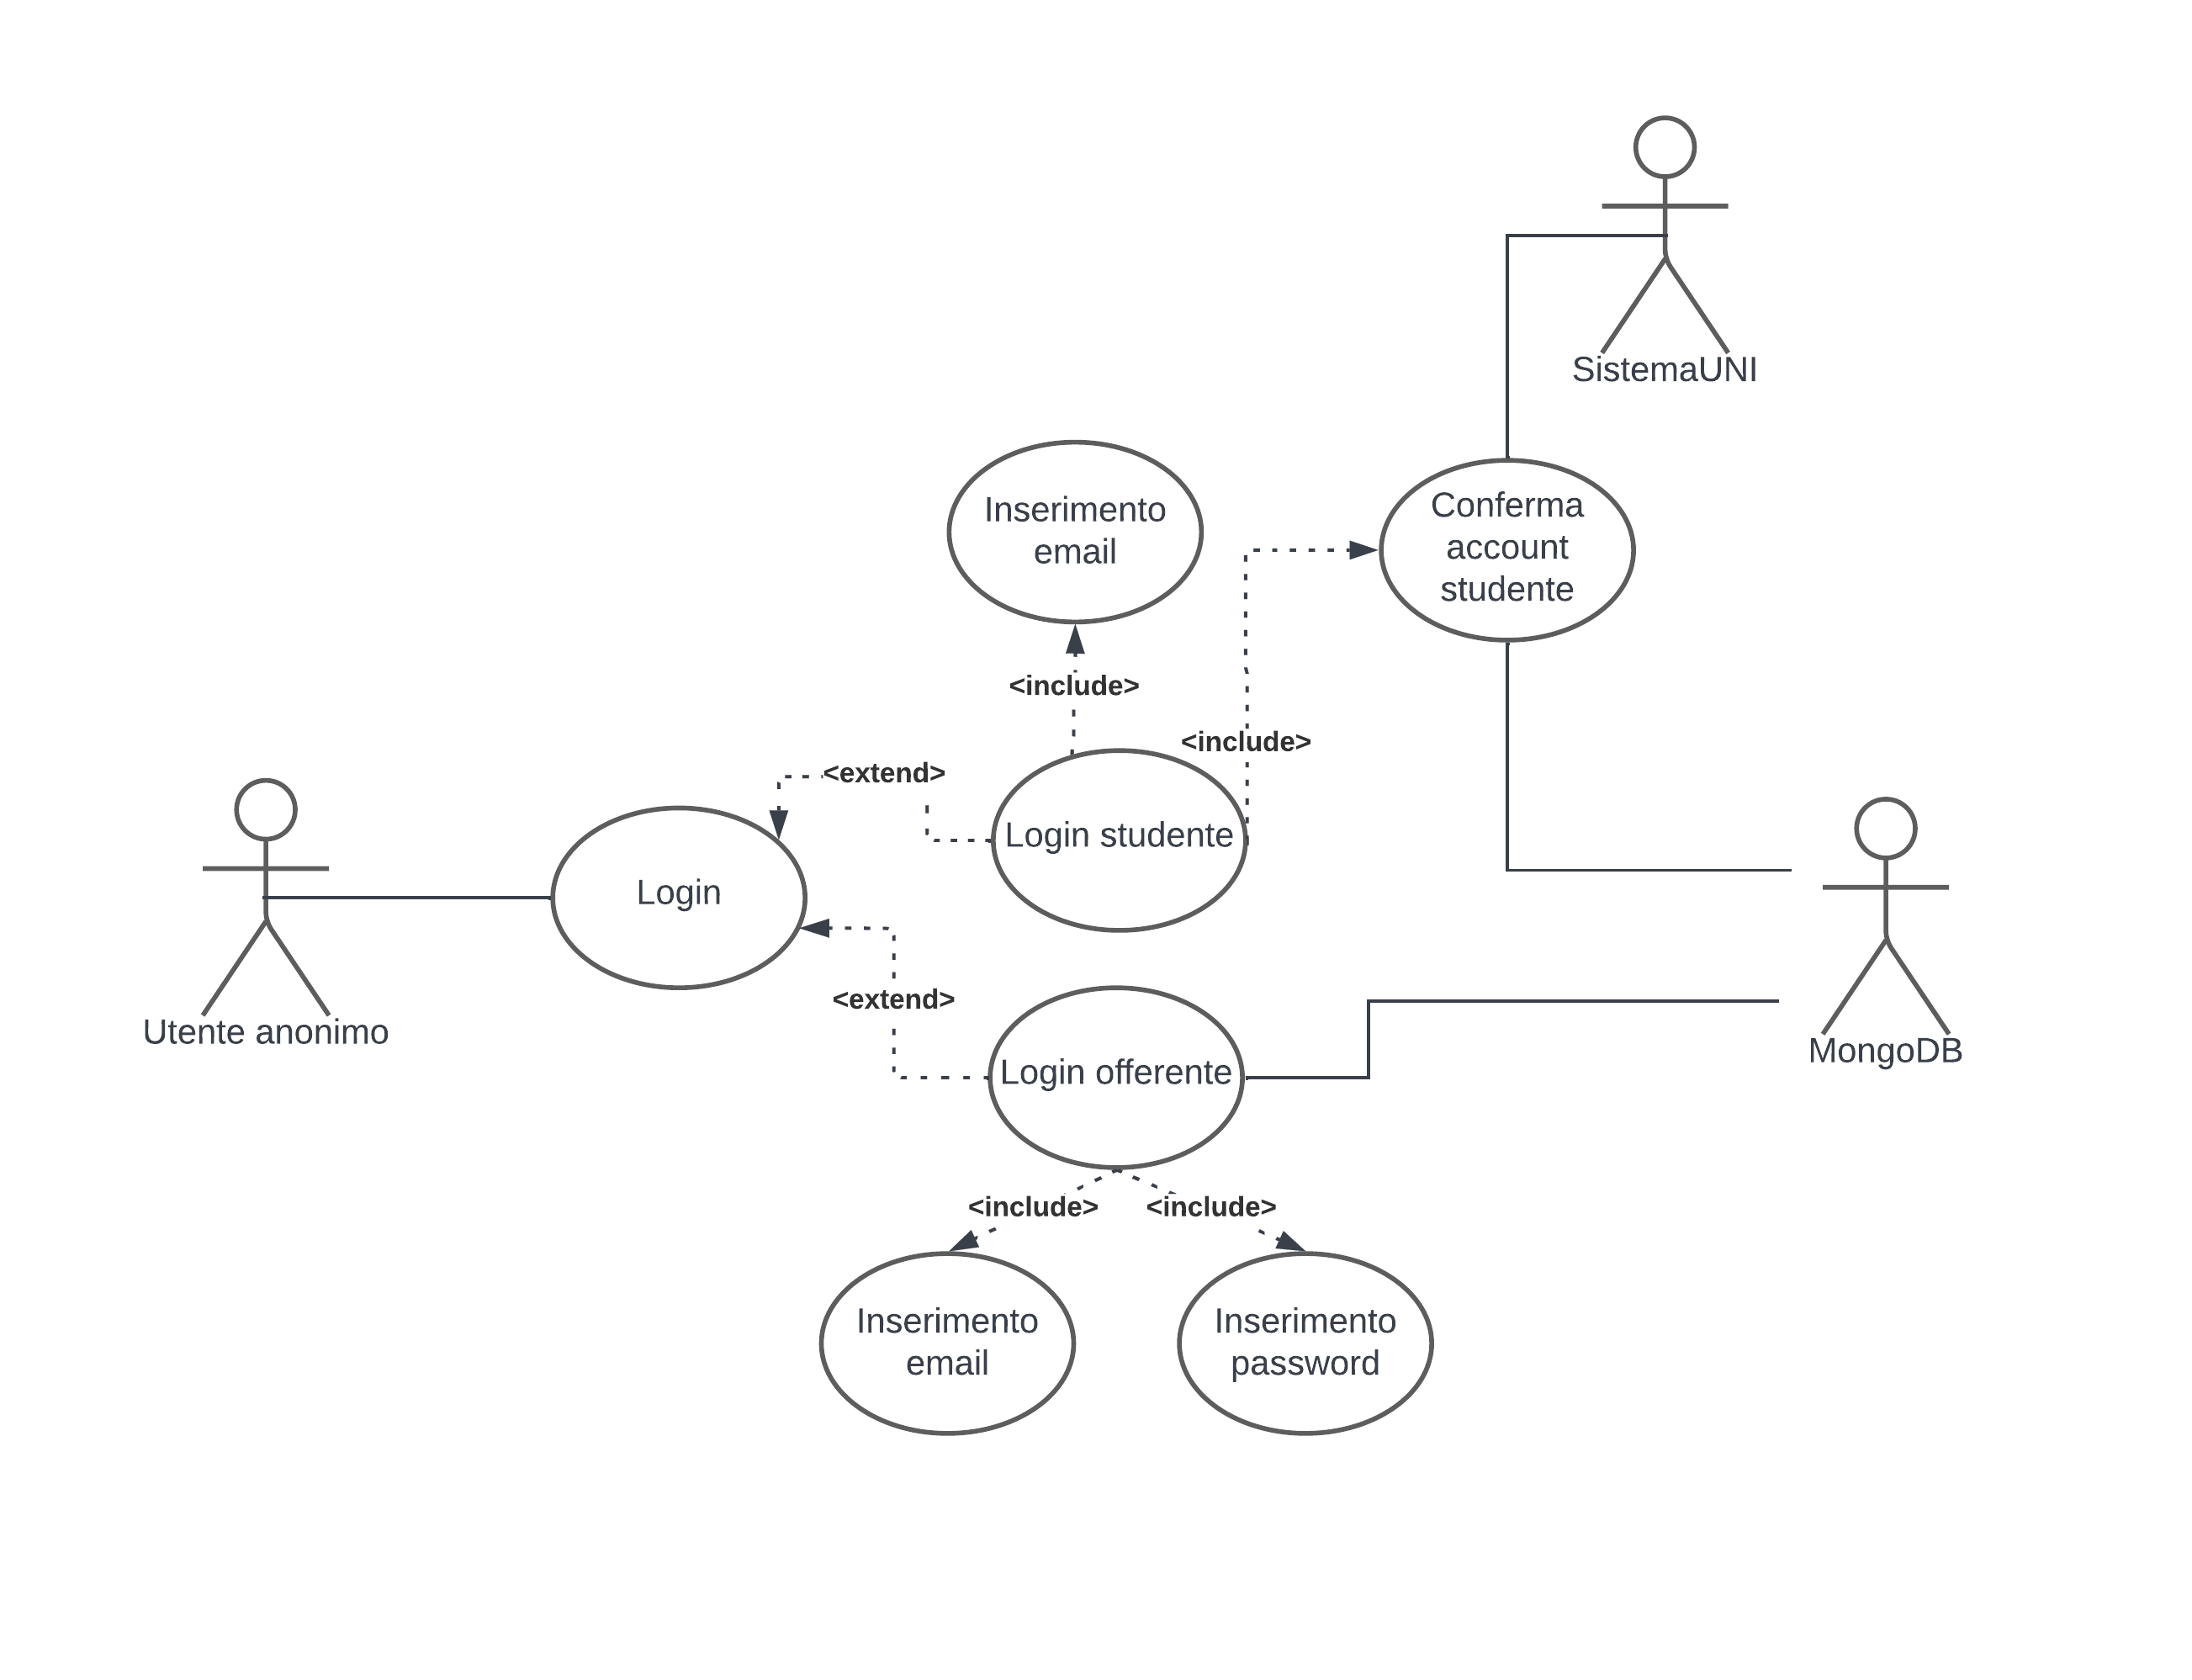 SistemaUNI
Inserimento
email
Conferma
account
studente
<include>
<include>
<extend>
Login studente
Login
<extend>
Utente anonimo
Login offerente
MongoDB
<include>
<include>
Inserimento
email
Inserimento
password